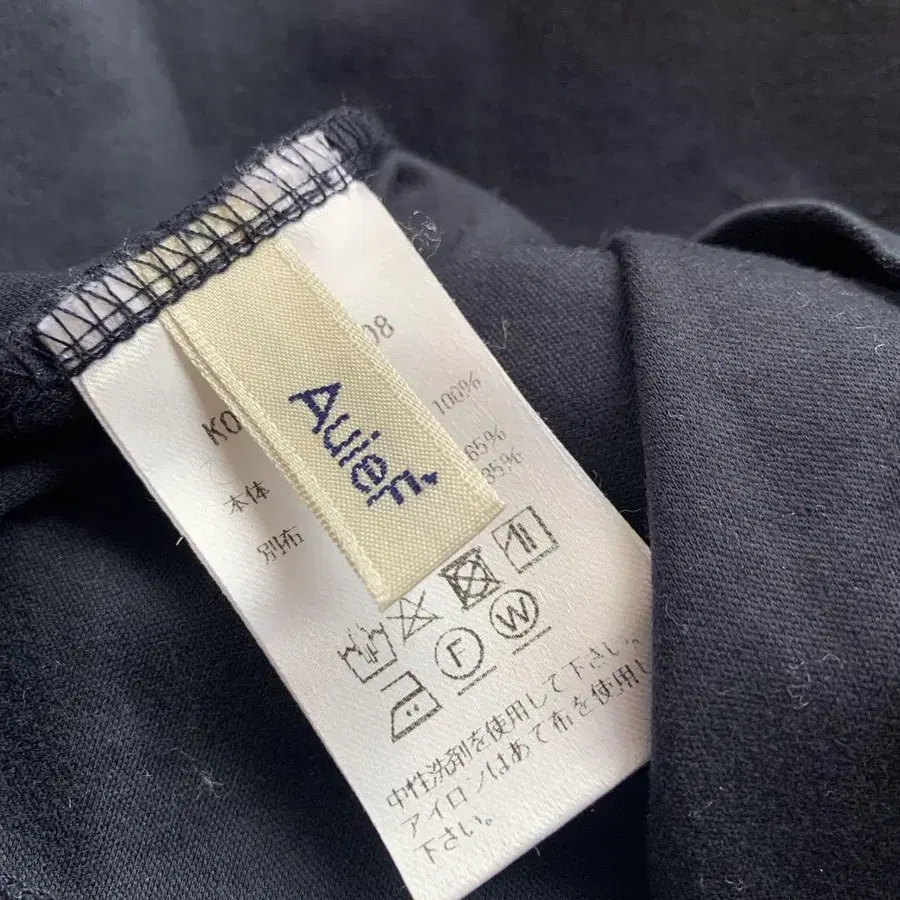 KO 08
本体 100%
別布 65%
35%
F W
中性洗剤を使用して下さい。
アイロンはあて布を使用し
下さい。